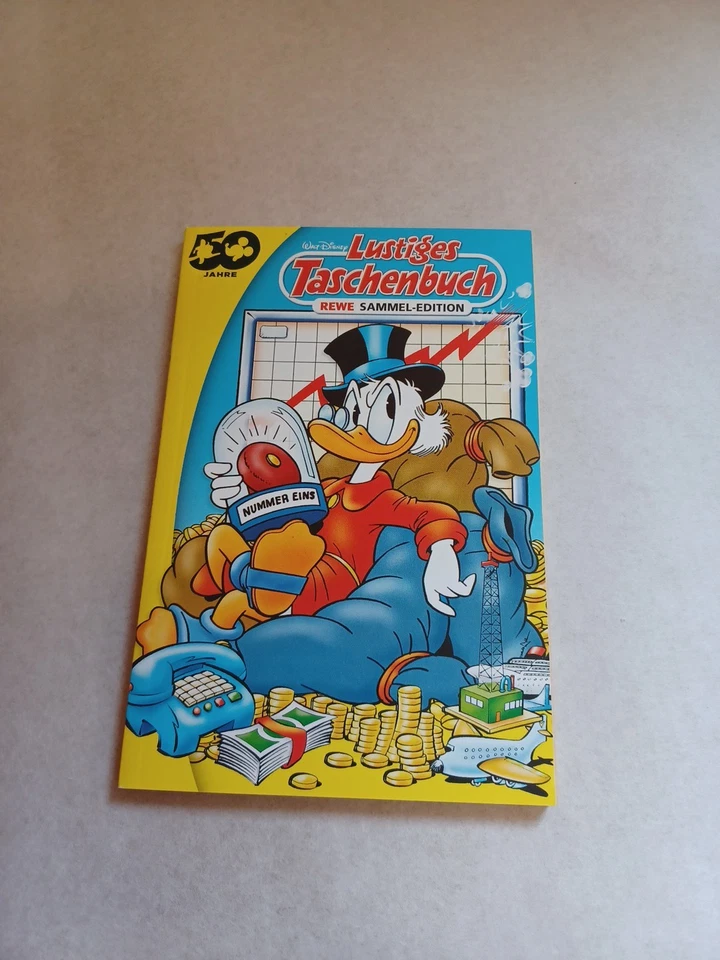 50
JAHRE
Walt Disney
Lustiges
Taschenbuch
REWE SAMMEL-EDITION
NUMMER EINS